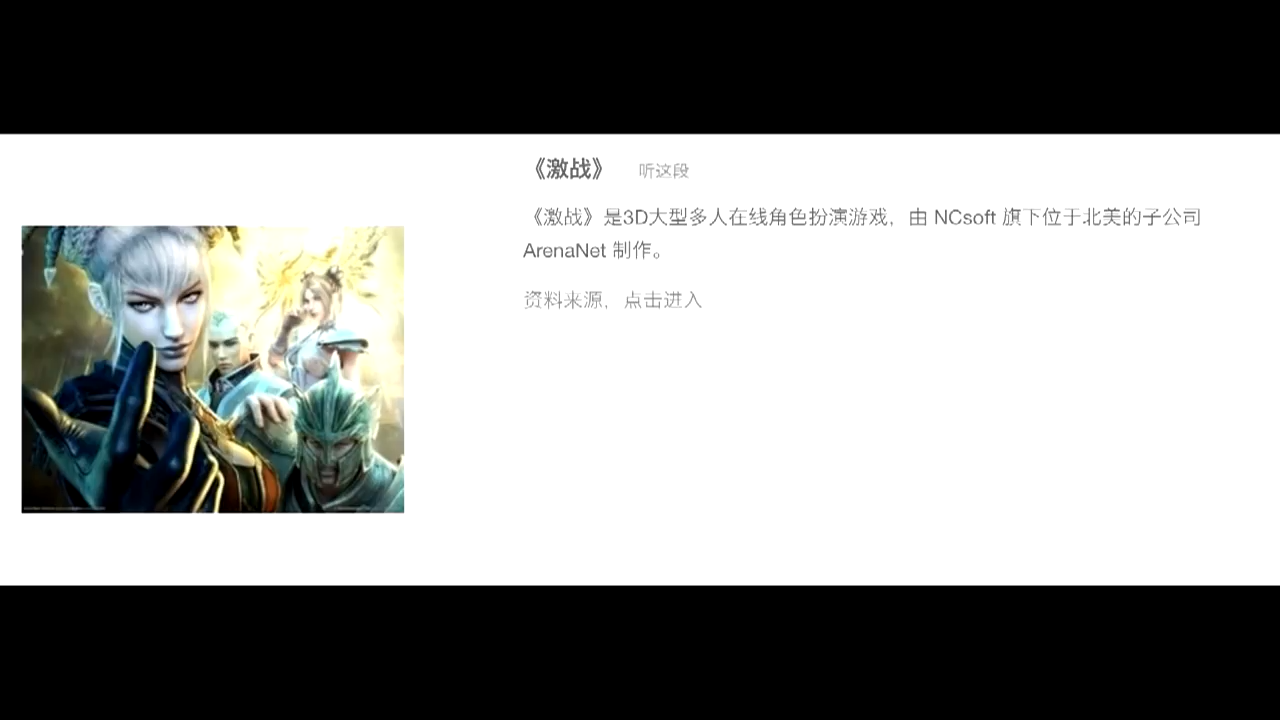 《激战》 听这段
《激战》是3D大型多人在线角色扮演游戏，由 NCsoft 旗下位于北美的子公司
ArenaNet 制作。
资料来源，点击进入